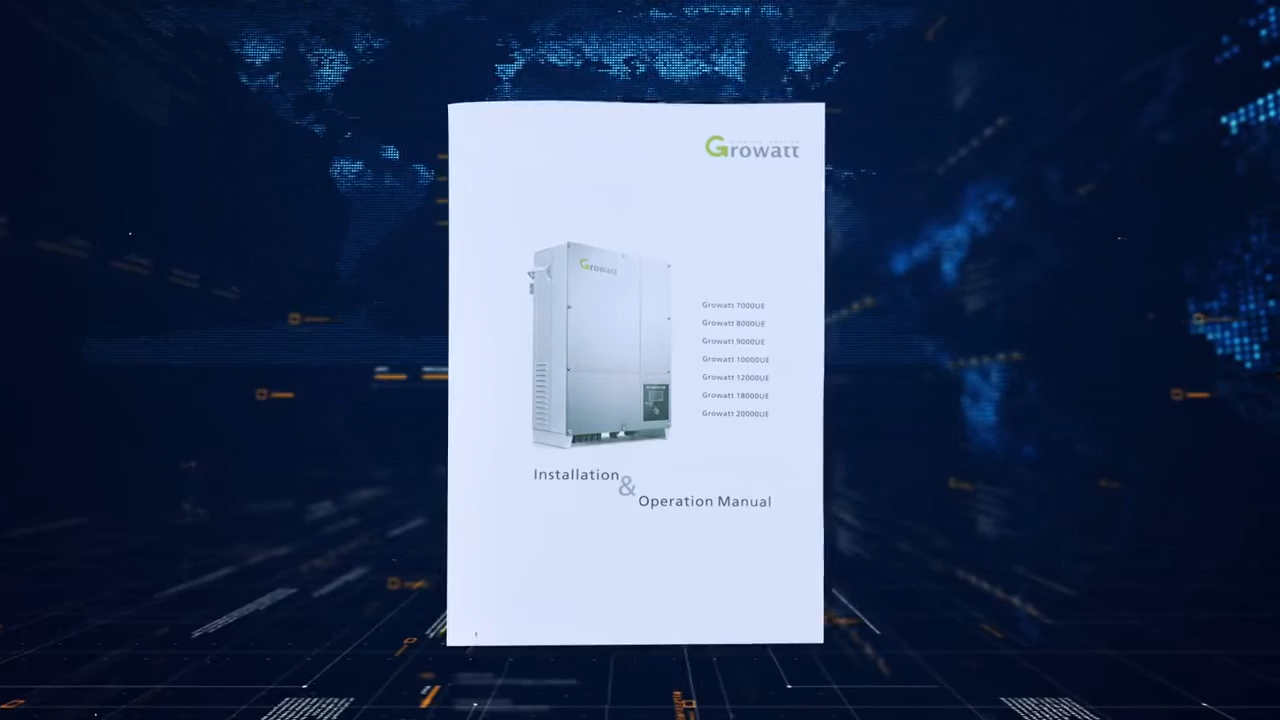 Growatt
Growatt
Growatt 7000UE
Growatt 8000UE
Growatt 9000UE
Growatt 10000UE
Growatt 12000UE
Growatt 18000UE
Growatt 20000UE
Installation
&
Operation Manual